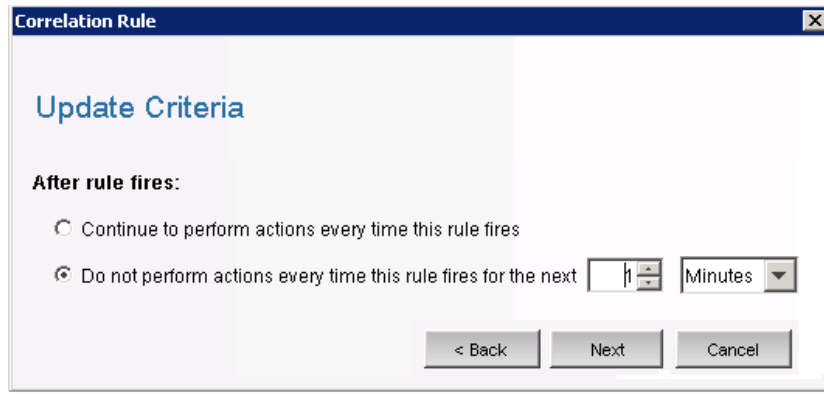 Correlation Rule
Update Criteria
After rule fires:
Continue to perform actions every time this rule fires
Do not perform actions every time this rule fires for the next 1 Minutes
< Back Next Cancel